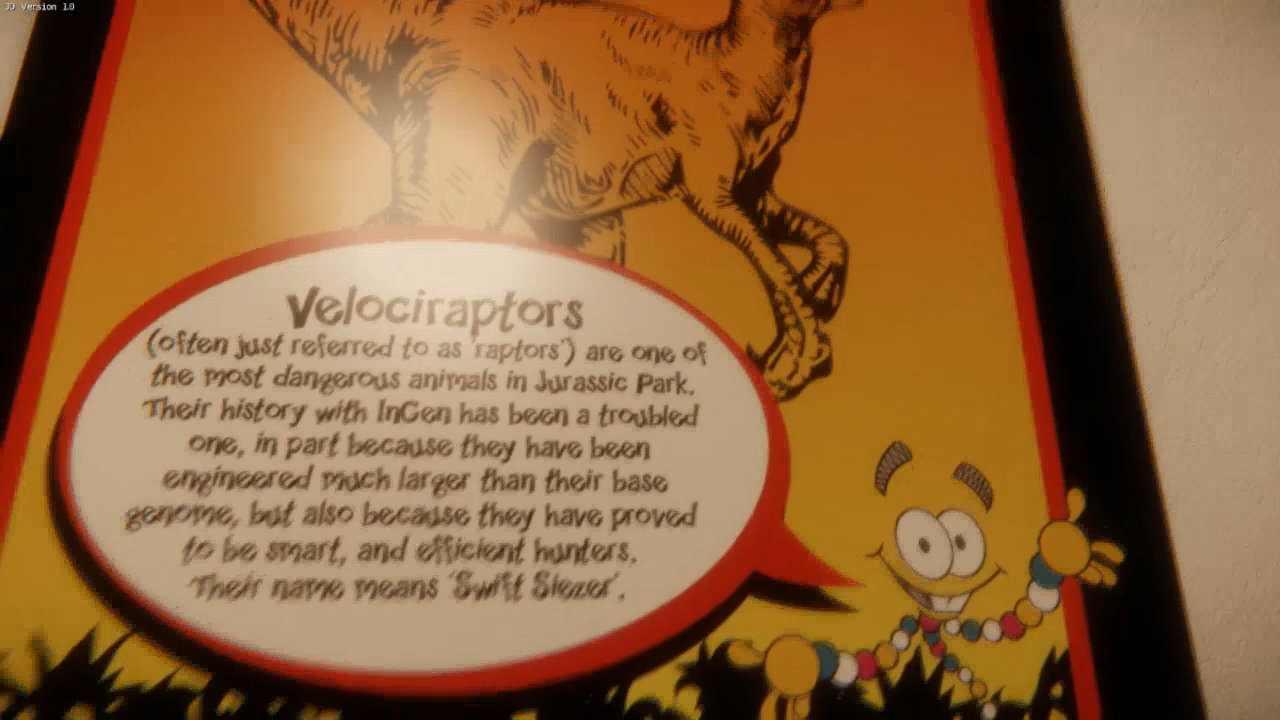 JD Version 1.0
Velociraptors
(often just referred to as 'raptors') are one of
the most dangerous animals in Jurassic Park.
Their history with InGen has been a troubled
one, in part because they have been
engineered much larger than their base
genome, but also because they have proved
to be smart, and efficient hunters.
Their name means 'Swift Siezer'.